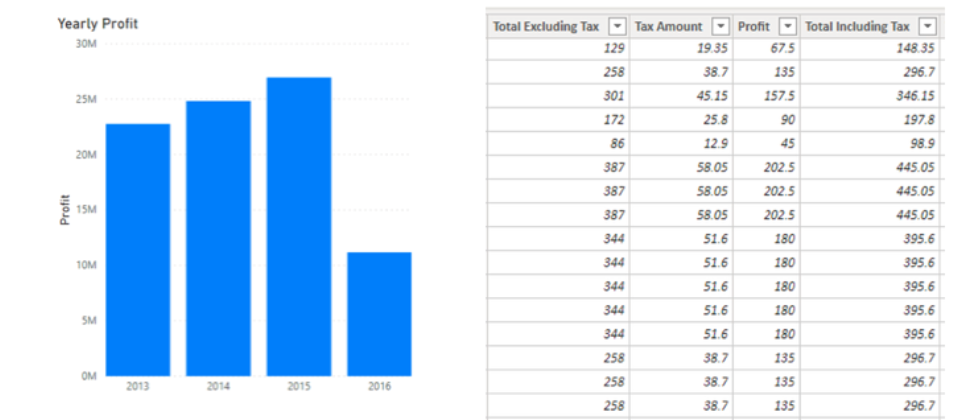 Yearly Profit
30M
25M
20M
15M
10M
5M
0M
Profit
2013 2014 2015 2016
Total Excluding Tax Tax Amount Profit Total Including Tax
129 19.35 67.5 148.35
258 38.7 135 296.7
301 45.15 157.5 346.15
172 25.8 90 197.8
86 12.9 45 98.9
387 58.05 202.5 445.05
387 58.05 202.5 445.05
387 58.05 202.5 445.05
344 51.6 180 395.6
344 51.6 180 395.6
344 51.6 180 395.6
344 51.6 180 395.6
344 51.6 180 395.6
258 38.7 135 296.7
258 38.7 135 296.7
258 38.7 135 296.7